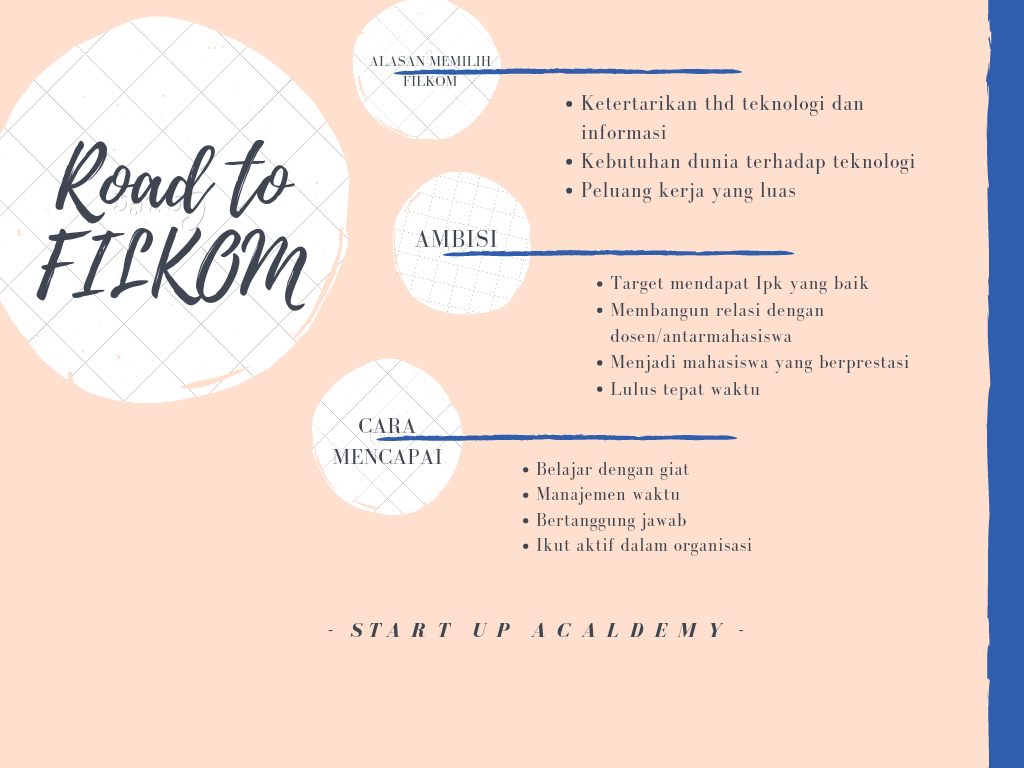 Road to
FILKOM
ALASAN MEMILIH
FILKOM
• Ketertarikan thd teknologi dan
informasi
• Kebutuhan dunia terhadap teknologi
• Peluang kerja yang luas
AMBISI
• Target mendapat Ipk yang baik
• Membangun relasi dengan
dosen/antarmahasiswa
• Menjadi mahasiswa yang berprestasi
• Lulus tepat waktu
CARA
MENCAPAI
• Belajar dengan giat
• Manajemen waktu
• Bertanggung jawab
• Ikut aktif dalam organisasi
- START UP ACALDEMY -